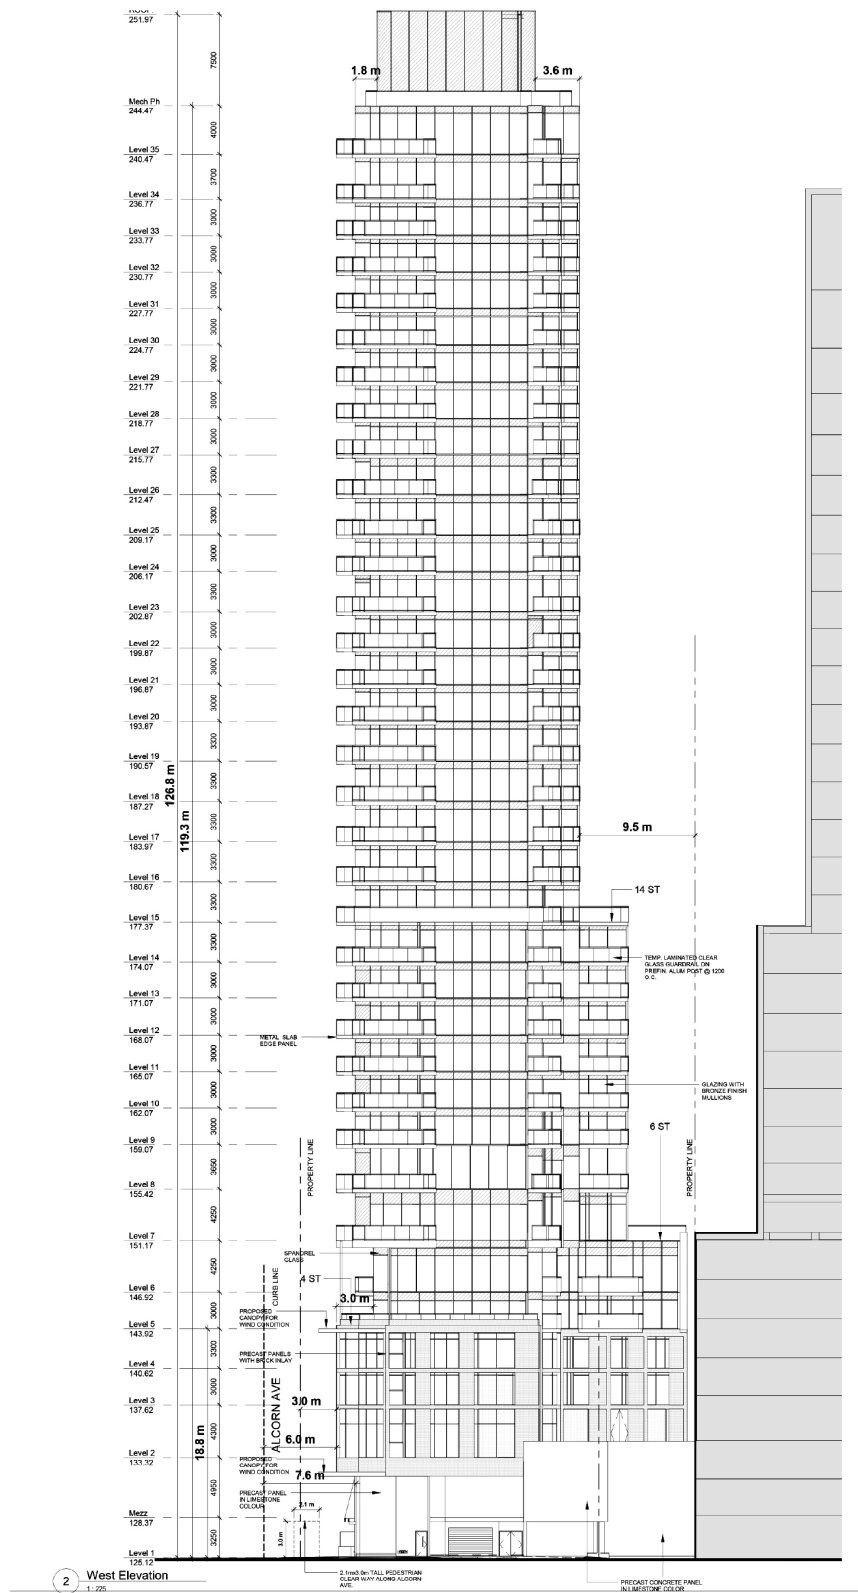 251.97
7500
1.8 m
3.6 m
Mech Ph
244.47
4000
Level 35
240.47
3700
Level 34
236.77
3000
Level 33
233.77
3000
Level 32
230.77
3000
Level 31
227.77
3000
Level 30
224.77
3000
Level 29
221.77
3000
Level 28
218.77
3000
Level 27
215.77
3300
Level 26
212.47
3300
Level 25
209.17
3000
Level 24
206.17
3300
Level 23
202.87
3000
Level 22
199.87
3000
Level 21
196.87
3000
Level 20
193.87
3300
Level 19
190.57
3300
126.8 m
Level 18
187.27
3300
119.3 m
9.5 m
Level 17
183.97
3300
Level 16
180.67
3300
14 ST
Level 15
177.37
3300
Level 14
174.07
TEMP. LAMINATED CLEAR
GLASS GUARDRAIL ON
PREFIN. ALUM POST @ 1200
O.C.
3000
Level 13
171.07
3000
Level 12
168.07
METAL SLAB
EDGE PANEL
3000
Level 11
165.07
3000
GLAZING WITH
BRONZE FINISH
MULLIONS
Level 10
162.07
3000
6 ST
Level 9
159.07
PROPERTY LINE
PROPERTY LINE
3650
Level 8
155.42
4250
Level 7
151.17
SPANDREL
GLASS
4250
CURB LINE
4 ST
Level 6
146.92
3.0 m
3000
PROPOSED
CANOPY FOR
WIND CONDITION
Level 5
143.92
3300
PRECAST PANELS
WITH BRICK INLAY
Level 4
140.62
3000
ALCORN AVE
3.0 m
Level 3
137.62
4300
18.8 m
6.0 m
Level 2
133.32
PROPOSED
CANOPY FOR
WIND CONDITION
7.6 m
4950
PRECAST PANEL
IN LIMESTONE
COLOUR
2.1 m
Mezz
128.37
3250
3.0 m
Level 1
125.12
2
West Elevation
1 : 225
2.1mx3.0m TALL PEDESTRIAN
CLEAR WAY ALONG ALCORN
AVE.
PRECAST CONCRETE PANEL
IN LIMESTONE COLOR